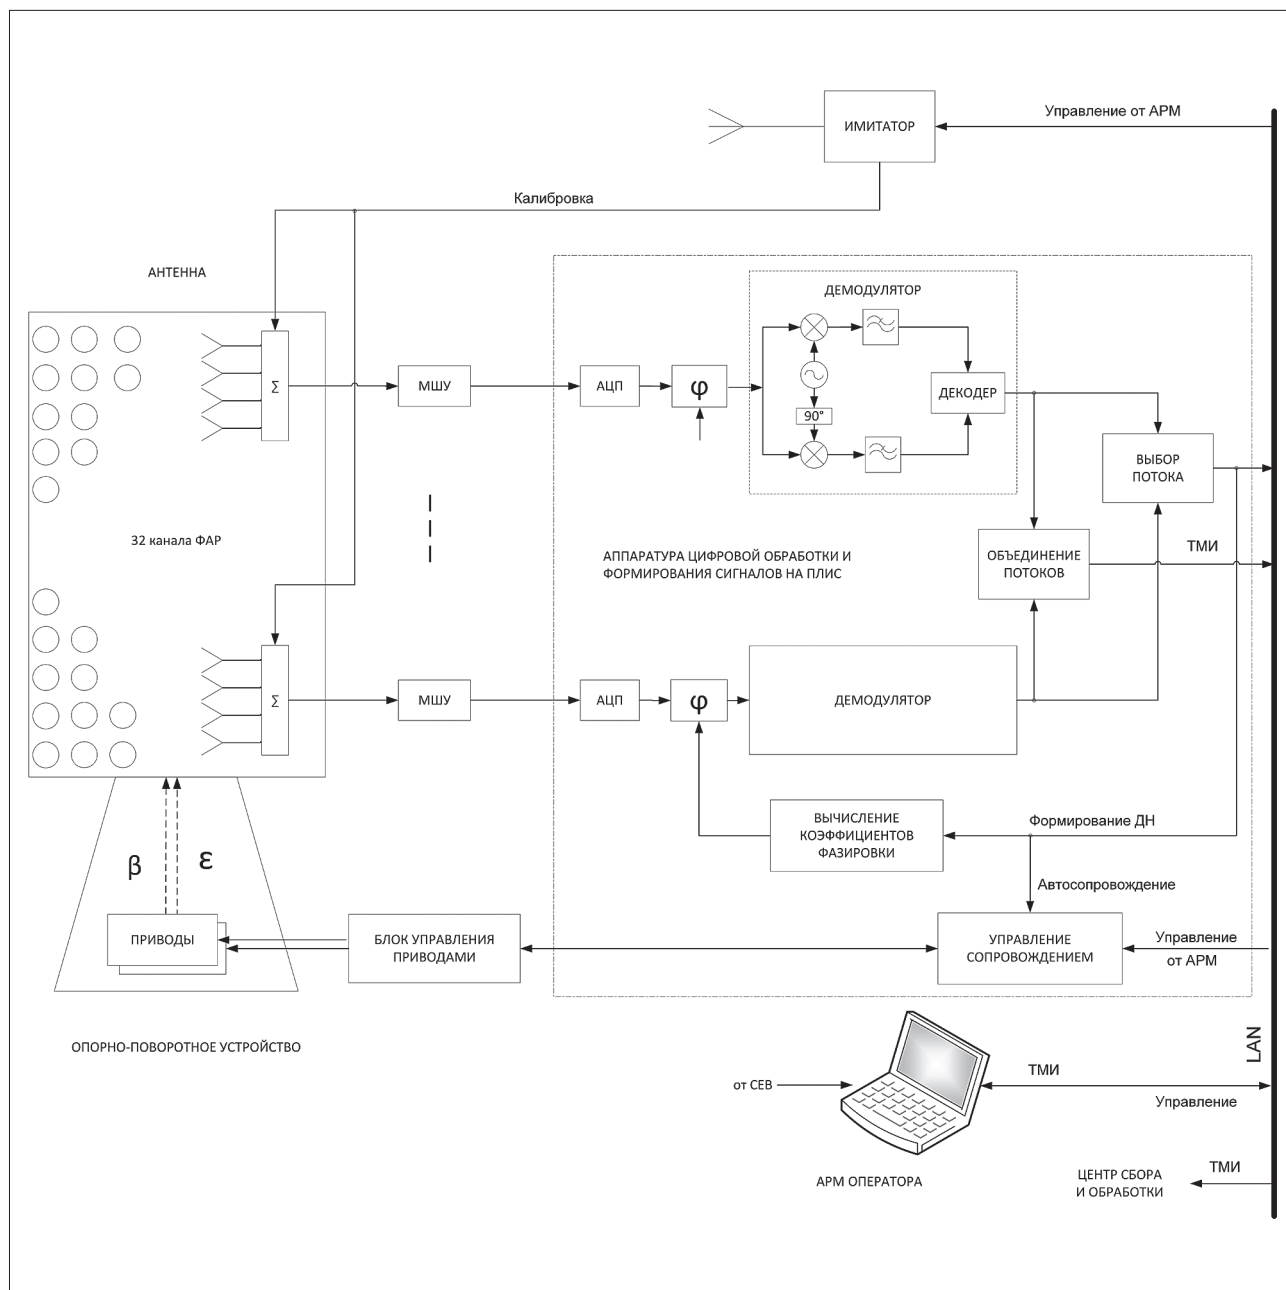 Управление от АРМ
ИМИТАТОР
Калибровка
АНТЕННА
ДЕМОДУЛЯТОР
Σ
МШУ
АЦП
φ
ДЕКОДЕР
90°
ВЫБОР
ПОТОКА
32 канала ФАР
АППАРАТУРА ЦИФРОВОЙ ОБРАБОТКИ И
ФОРМИРОВАНИЯ СИГНАЛОВ НА ПЛИС
ОБЪЕДИНЕНИЕ
ПОТОКОВ
ТМИ
Σ
МШУ
АЦП
φ
ДЕМОДУЛЯТОР
ВЫЧИСЛЕНИЕ
КОЭФФИЦИЕНТОВ
ФАЗИРОВКИ
Формирование ДН
β
ε
Автосопровождение
ПРИВОДЫ
БЛОК УПРАВЛЕНИЯ
ПРИВОДАМИ
УПРАВЛЕНИЕ
СОПРОВОЖДЕНИЕМ
Управление
от АРМ
ОПОРНО-ПОВОРОТНОЕ УСТРОЙСТВО
LAN
от СЕВ
ТМИ
Управление
АРМ ОПЕРАТОРА
ЦЕНТР СБОРА
И ОБРАБОТКИ
ТМИ